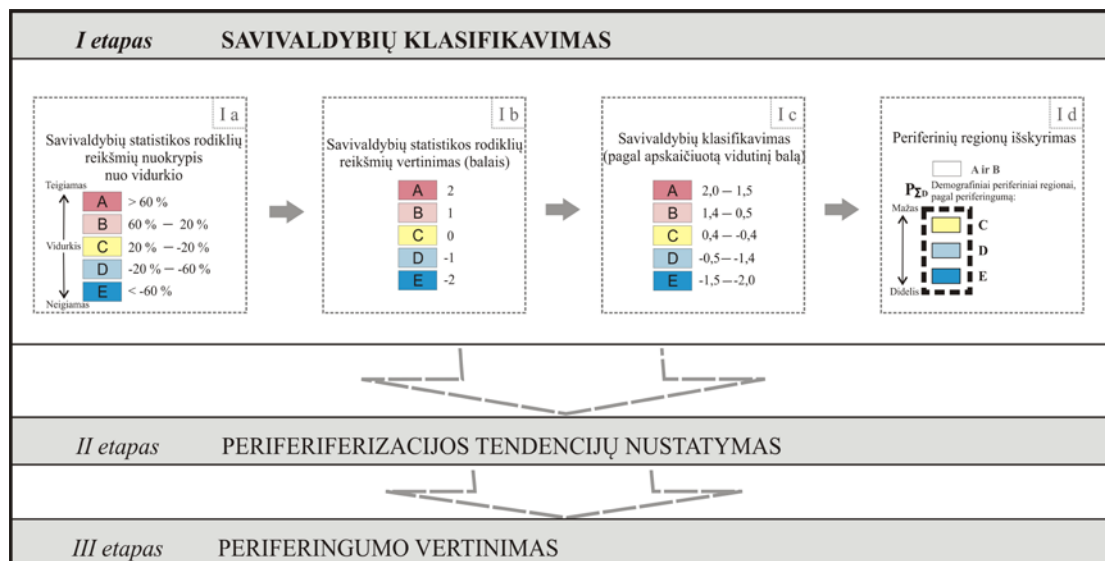 I etapas SAVIVALDYBIŲ KLASIFIKAVIMAS
I a
Savivaldybių statistikos rodiklių
reikšmių nuokrypis
nuo vidurkio
Teigiamas
A > 60 %
B 60 % — 20 %
Vidurkis
C 20 % — -20 %
D -20 % — -60 %
E < -60 %
Neigiamas
I b
Savivaldybių statistikos rodiklių
reikšmių vertinimas (balais)
A 2
B 1
C 0
D -1
E -2
I c
Savivaldybių klasifikavimas
(pagal apskaičiuotą vidutinį balą)
A 2,0 — 1,5
B 1,4 — 0,5
C 0,4 — -0,4
D -0,5 — -1,4
E -1,5 — -2,0
I d
Periferinių regionų išskyrimas
A ir B
PΣD Demografiniai periferiniai regionai,
pagal periferingumą:
Mažas
C
D
E
Didelis
II etapas PERIFERIFERIZACIJOS TENDENCIJŲ NUSTATYMAS
III etapas PERIFERINGUMO VERTINIMAS